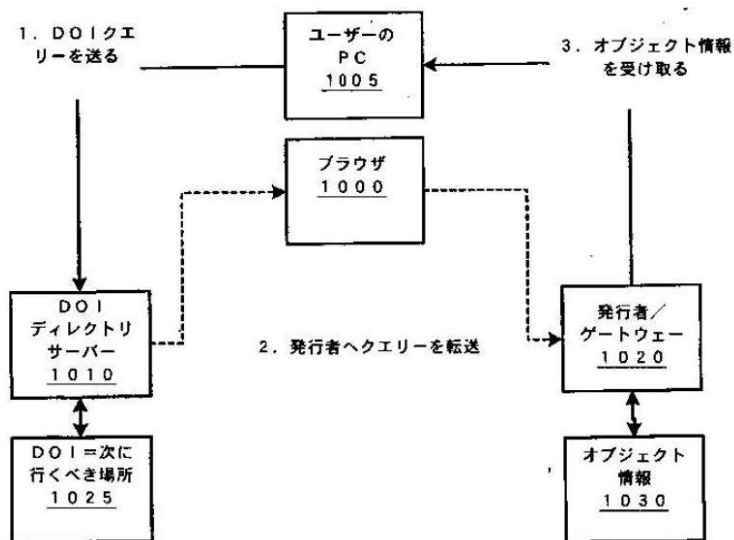 1. DOIクエ
リーを送る
ユーザーの
PC
1005
3. オブジェクト情報
を受け取る
ブラウザ
1000
DOI
ディレクトリ
サーバー
1010
2. 発行者へクエリーを転送
発行者/
ゲートウェー
1020
DOI=次に
行くべき場所
1025
オブジェクト
情報
1030